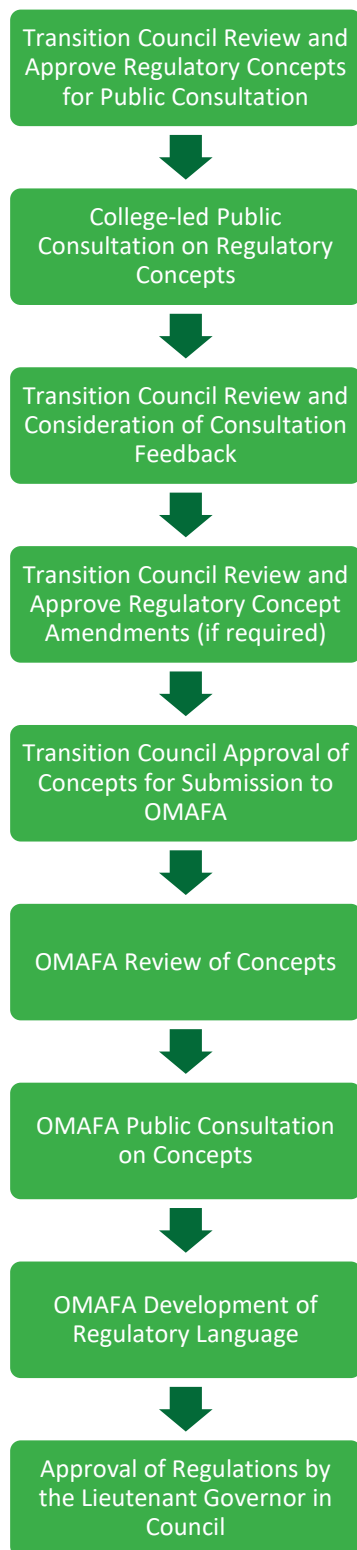 Transition Council Review and
Approve Regulatory Concepts
for Public Consultation
College-led Public
Consultation on Regulatory
Concepts
Transition Council Review and
Consideration of Consultation
Feedback
Transition Council Review and
Approve Regulatory Concept
Amendments (if required)
Transition Council Approval of
Concepts for Submission to
OMAFA
OMAFA Review of Concepts
OMAFA Public Consultation
on Concepts
OMAFA Development of
Regulatory Language
Approval of Regulations by
the Lieutenant Governor in
Council